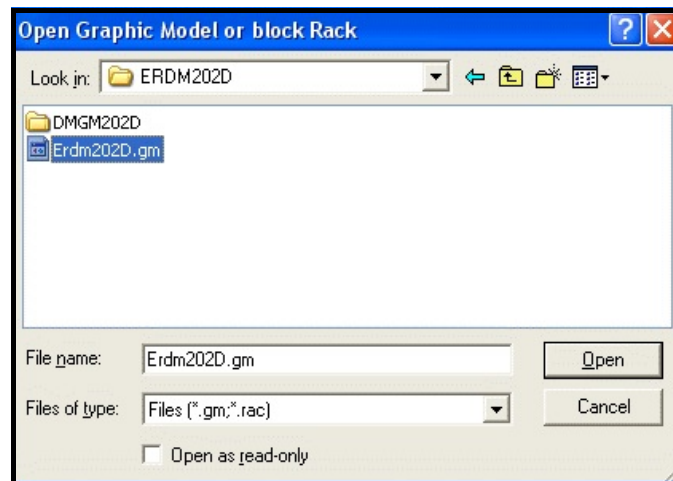 Open Graphic Model or block Rack
Look in: ERDM202D
DMGM202D
Erdm202D.gm
File name: Erdm202D.gm Open
Files of type: Files (*.gm;*.rac) Cancel
Open as read-only